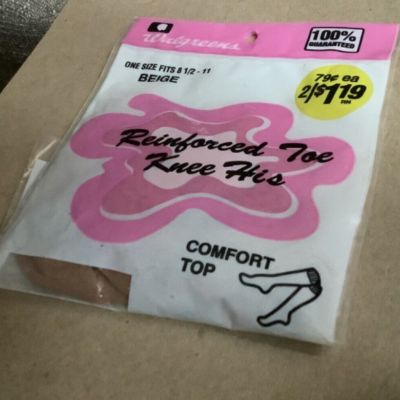 Walgreens
100%
GUARANTEED
ONE SIZE FITS 8 1/2 - 11
BEIGE
79¢ ea
2/$1.19
Reinforced Toe
Knee His
COMFORT
TOP